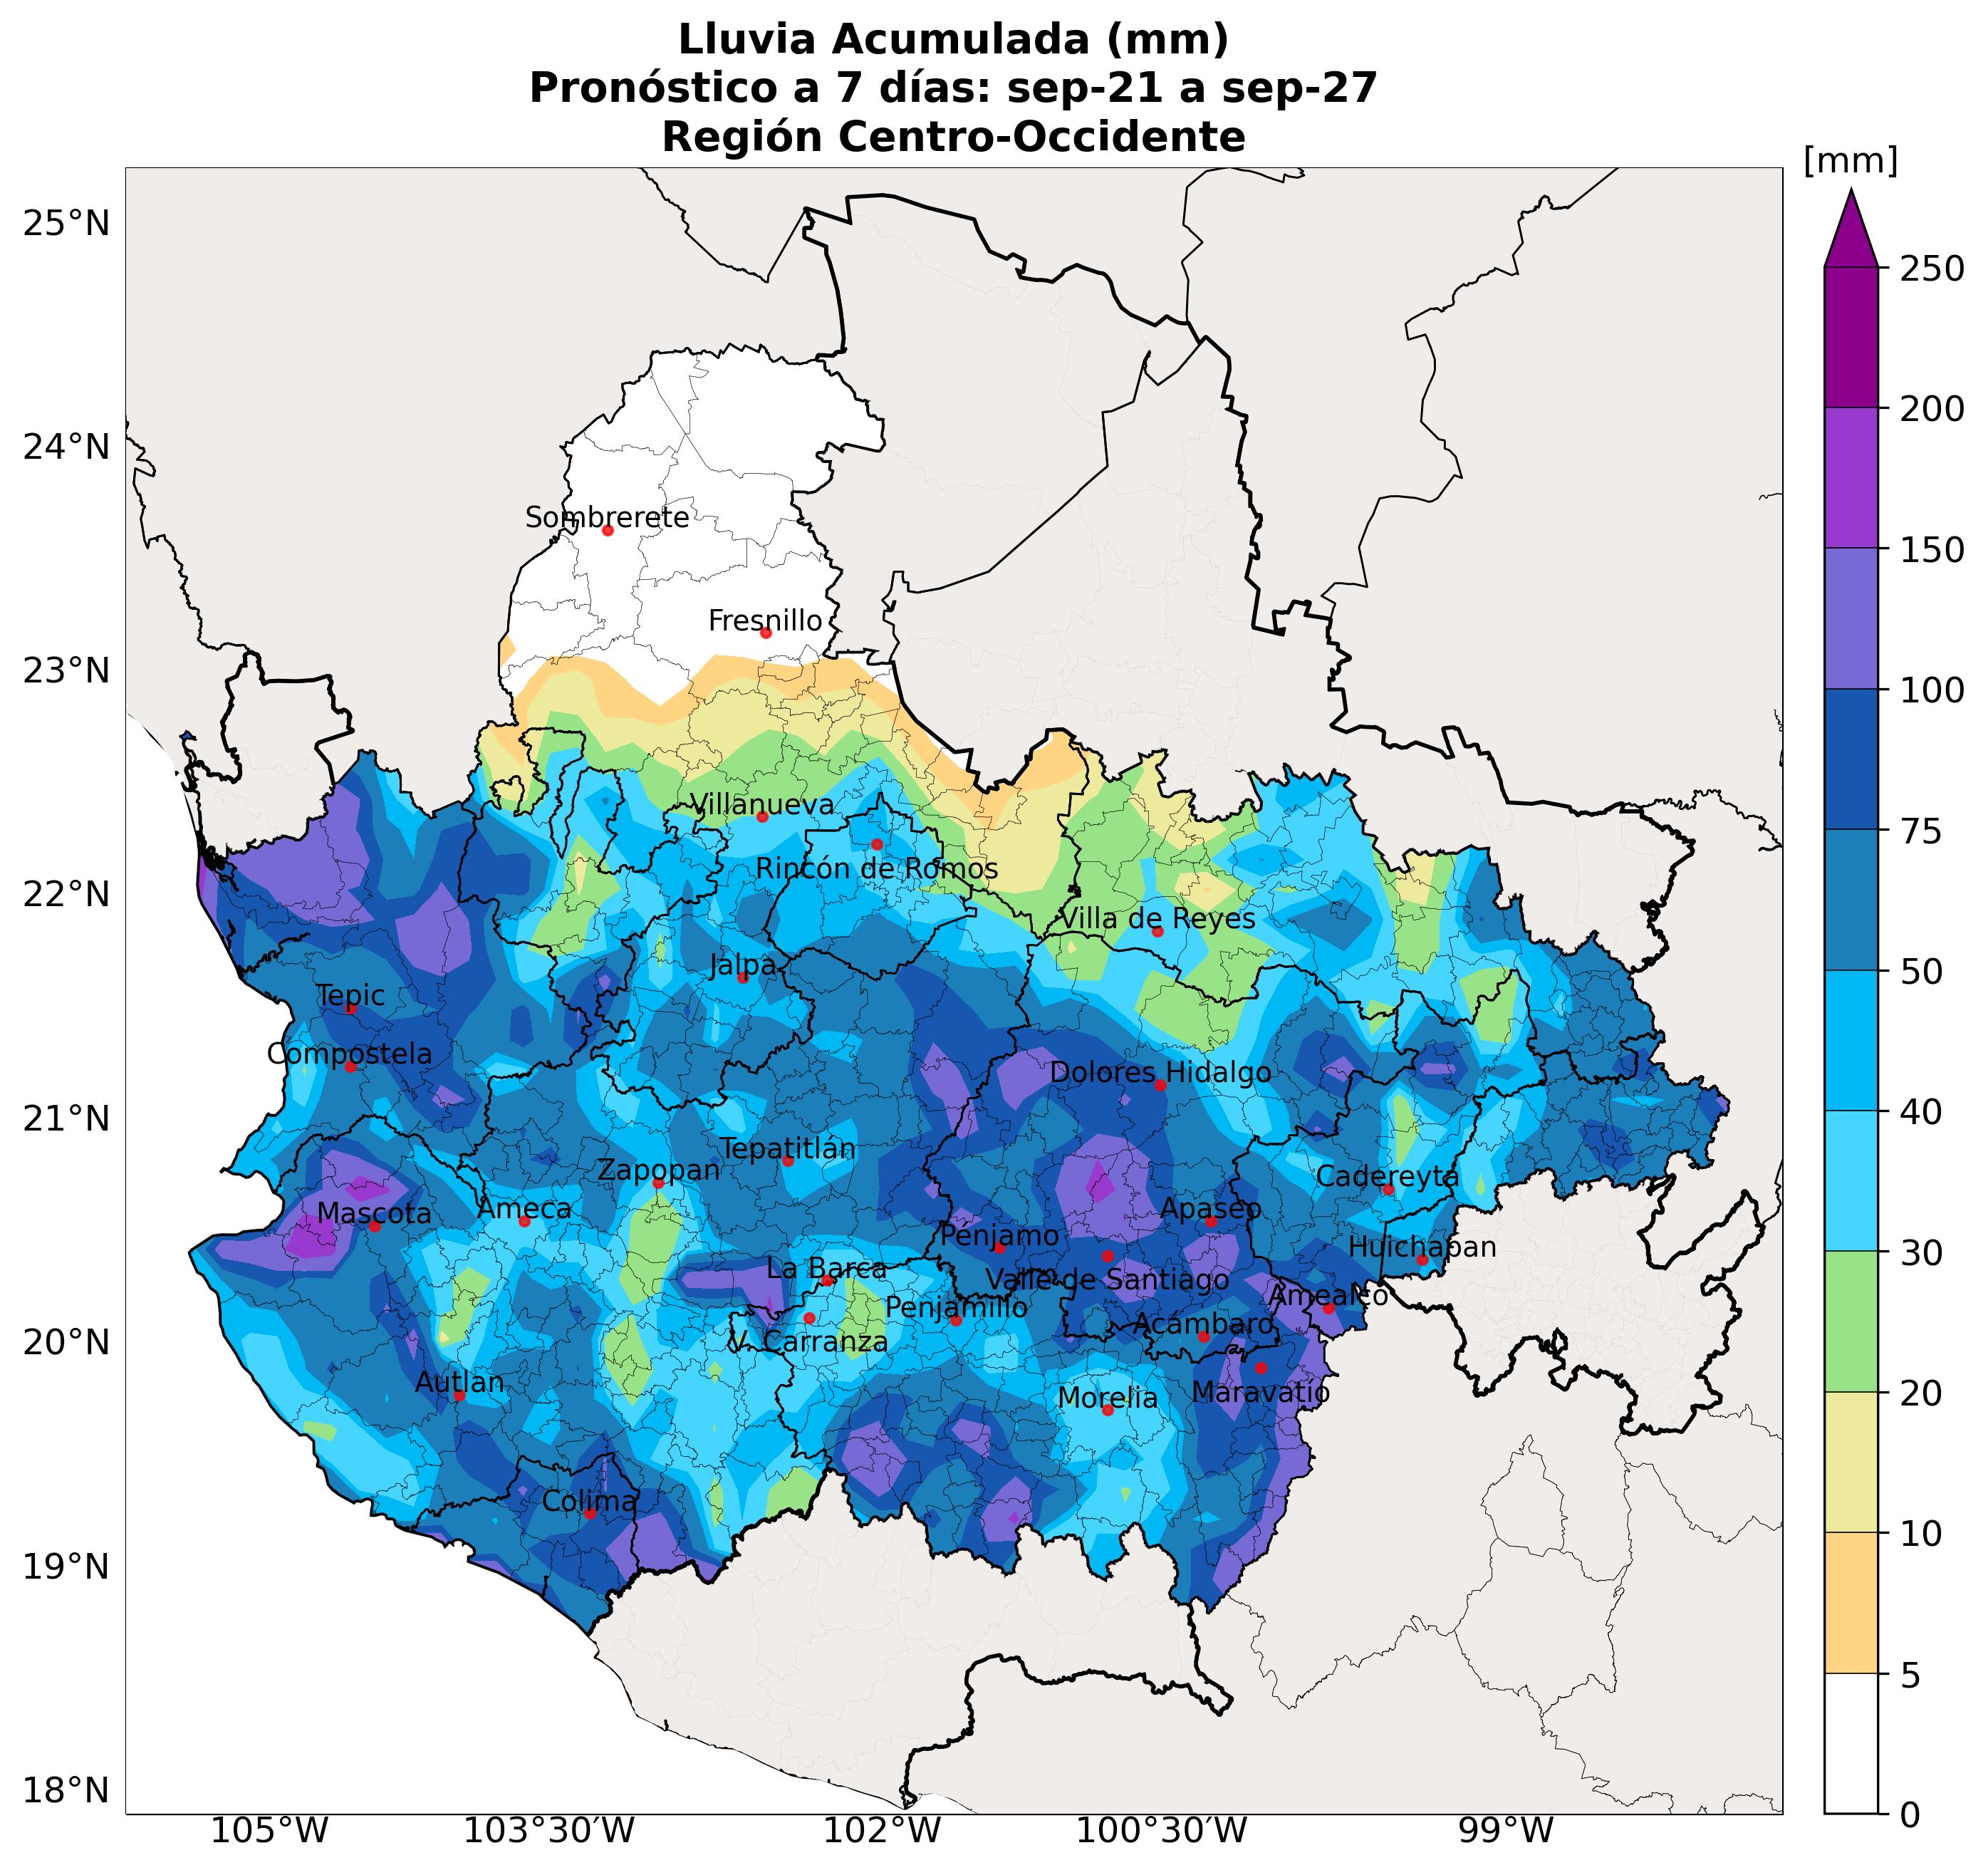 Lluvia Acumulada (mm)
Pronóstico a 7 días: sep-21 a sep-27
Región Centro-Occidente
[mm]
25°N
24°N
23°N
22°N
21°N
20°N
19°N
18°N
105°W
103°30'W
102°W
100°30'W
99°W
250
200
150
100
75
50
40
30
20
10
5
0
Sombrerete
Fresnillo
Villanueva
Rincón de Romos
Villa de Reyes
Jalpa
Tepic
Compostela
Dolores Hidalgo
Tepatitlán
Zapopan
Cadereyta
Mascota
Ameca
Apaseo
Pénjamo
Huichapan
La Barca
Valle de Santiago
Amealco
Penjamillo
Acámbaro
V. Carranza
Autlan
Morelia
Maravatío
Colima